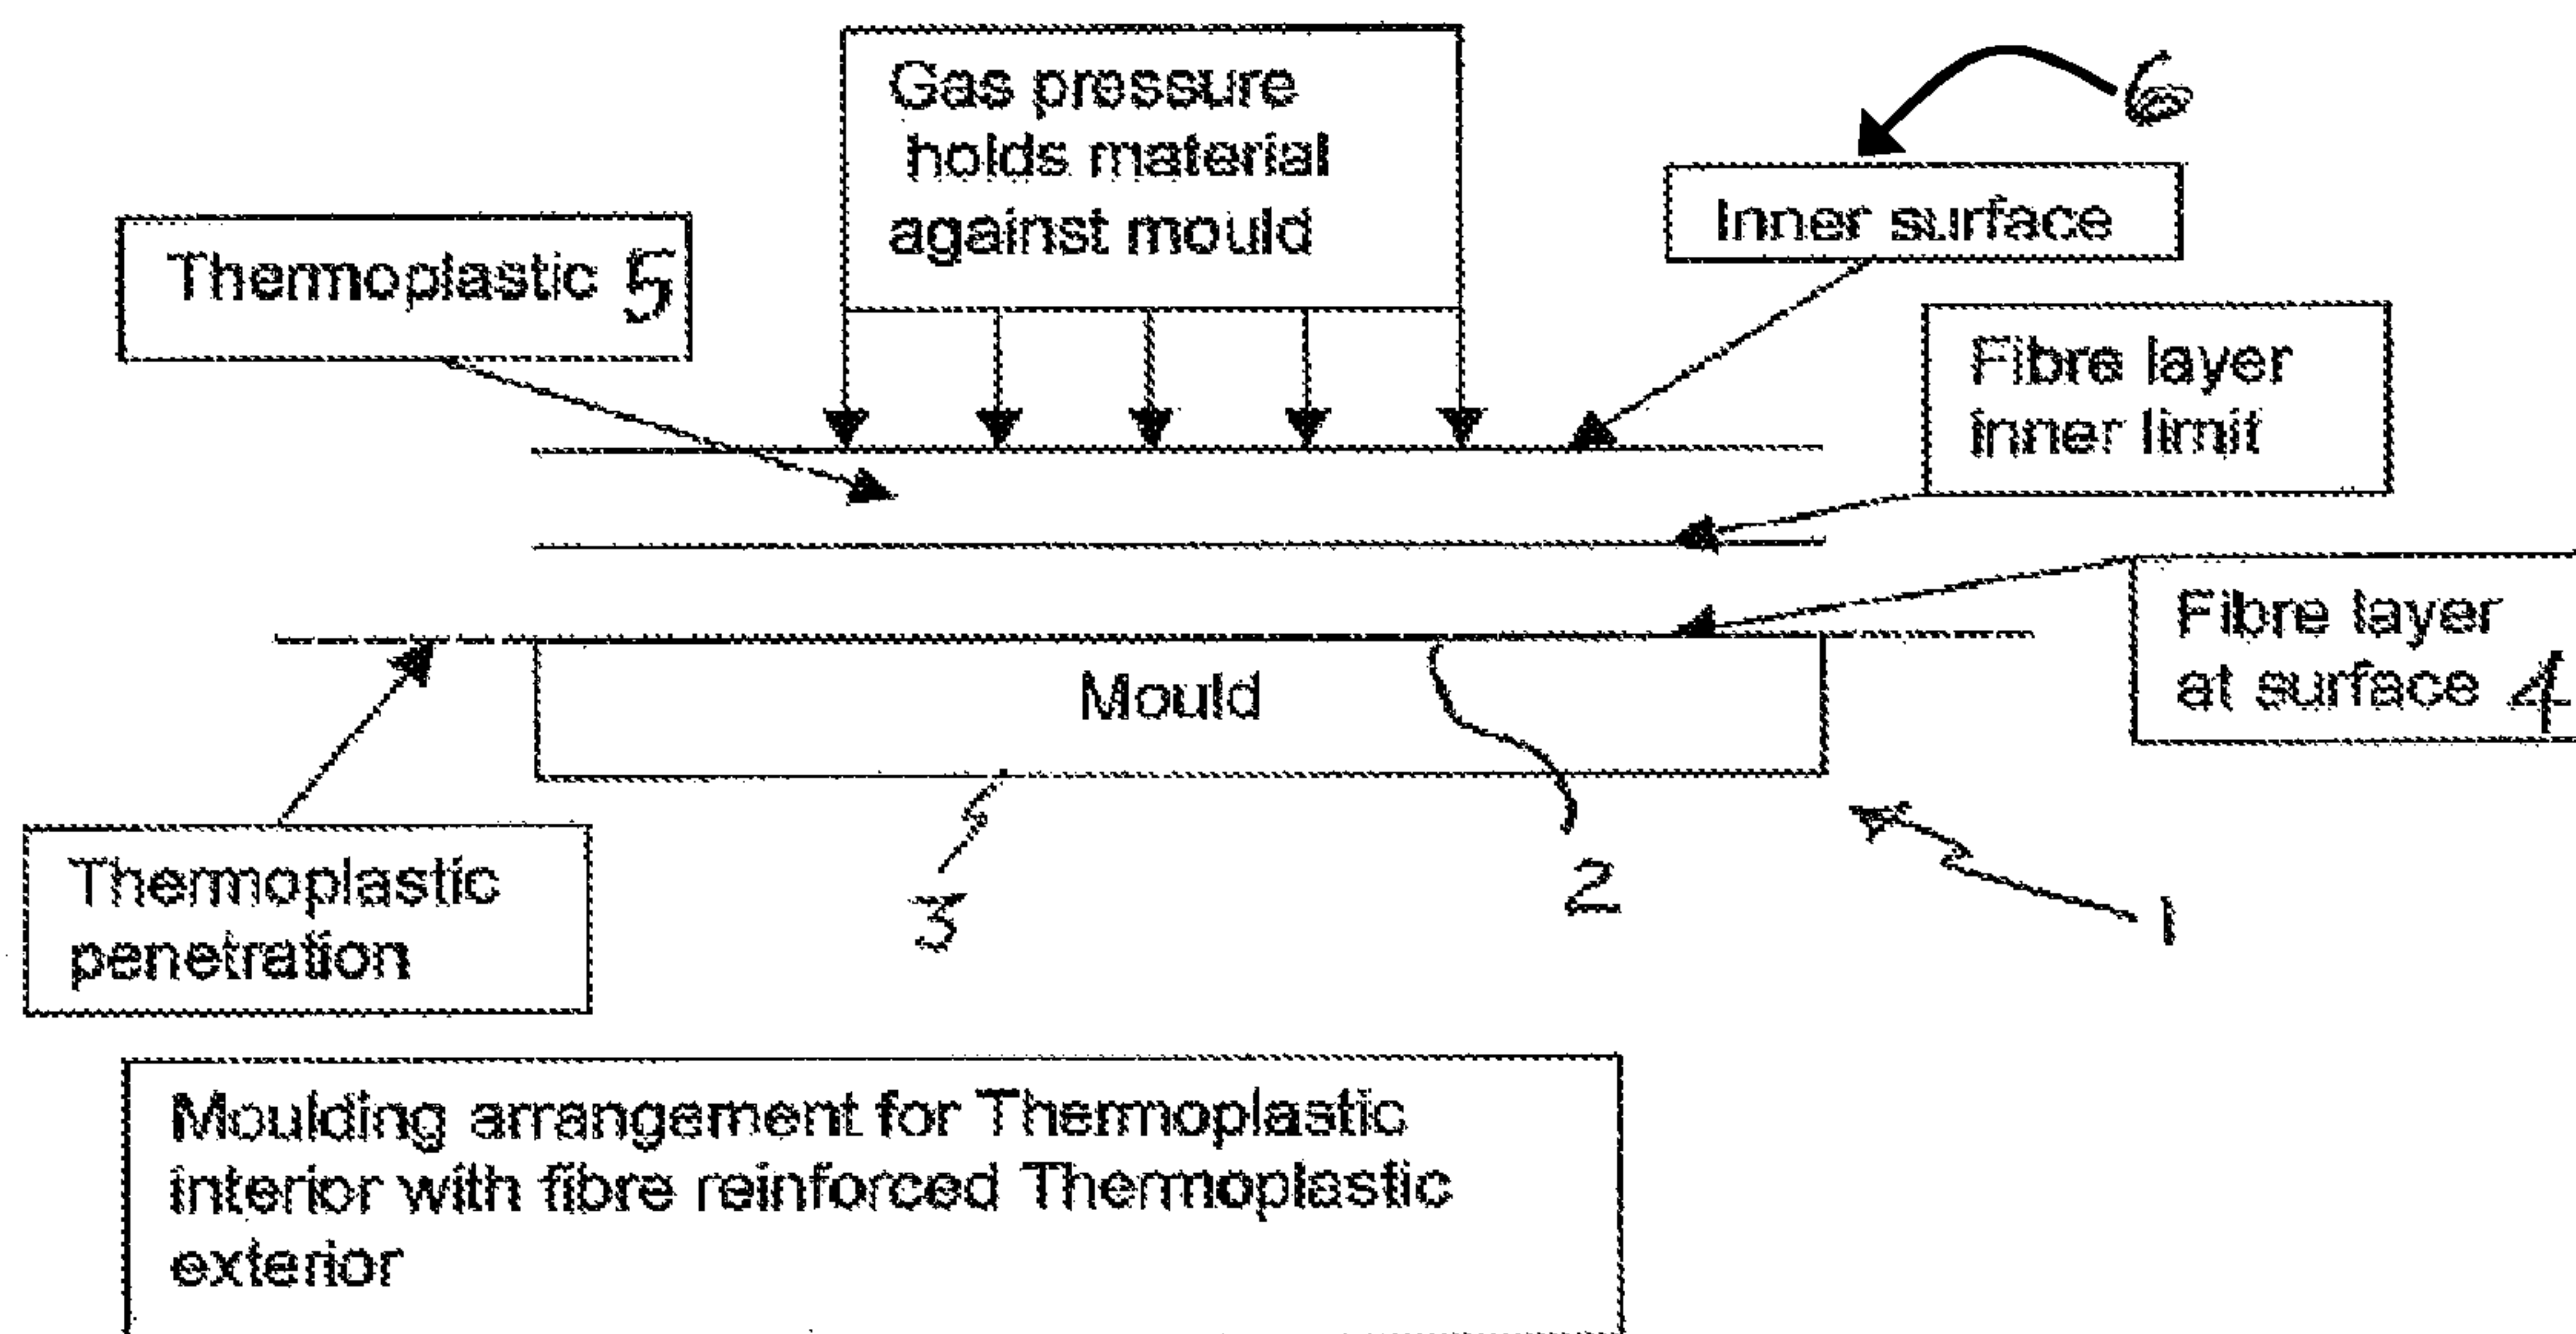 Gas pressure
holds material
against mould
6
Inner surface
Thermoplastic 5
Fibre layer
inner limit
Fibre layer
at surface 4
Mould
Thermoplastic
penetration
3
2
1
Moulding arrangement for Thermoplastic
interior with fibre reinforced Thermoplastic
exterior